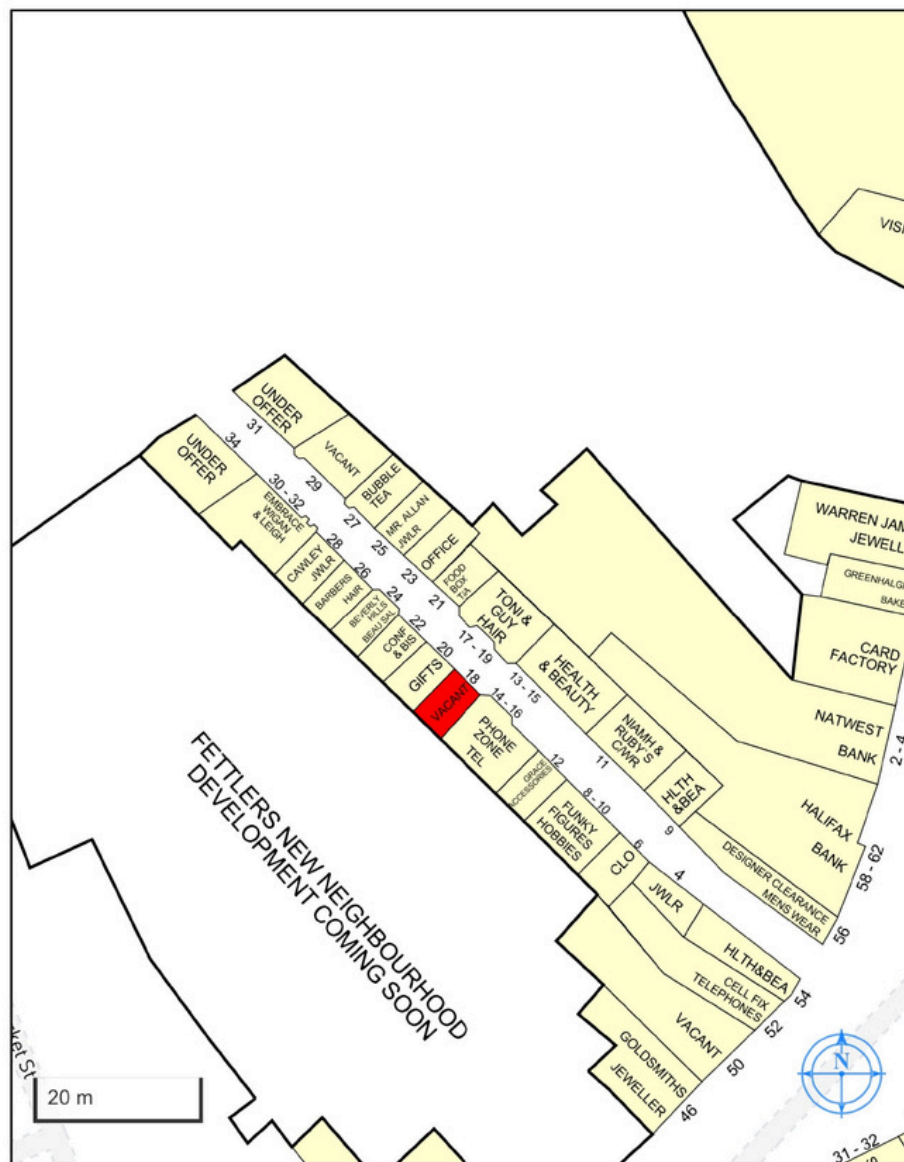 VISI
UNDER
OFFER
31
VACANT
29
BUBBLE
TEA
27
MR. ALLAN
JWLR
25
OFFICE
23
FOOD
BOX
T/A
21
TONI &
GUY
HAIR
17 - 19
HEALTH
& BEAUTY
13 - 15
NIAMH &
RUBY'S
C/WR
11
HLTH
&BEA
9
DESIGNER CLEARANCE
MENS WEAR
56
UNDER
OFFER
34
EMBRACE
WIGAN
& LEIGH
30 - 32
CAWLEY
JWLR
28
BARBERS
HAIR
26
BEVERLY
HILLS
BEAU SAL
24
CONF
& BIS
22
GIFTS
20
VACANT
18
PHONE
ZONE
TEL
14 - 16
GRACE
ACCESSORIES
12
FUNKY
FIGURES
HOBBIES
8 - 10
CLO
6
JWLR
4
HLTH&BEA
54
CELL FIX
TELEPHONES
52
VACANT
50
GOLDSMITHS
JEWELLER
46
WARREN JAM
JEWELL
GREENHALGH
BAKE
CARD
FACTORY
NATWEST
BANK
2 - 4
HALIFAX
BANK
58 - 62
FETTLERS NEW NEIGHBOURHOOD
DEVELOPMENT COMING SOON
rket St
20 m
N
31 - 32